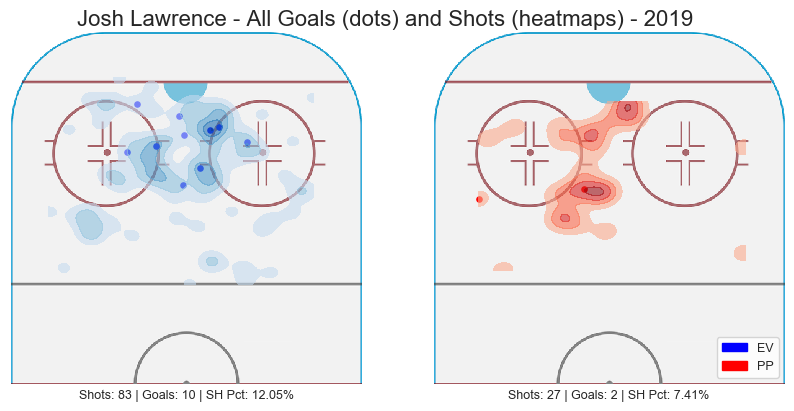 Josh Lawrence - All Goals (dots) and Shots (heatmaps) - 2019
EV
PP
Shots: 83 | Goals: 10 | SH Pct: 12.05%
Shots: 27 | Goals: 2 | SH Pct: 7.41%